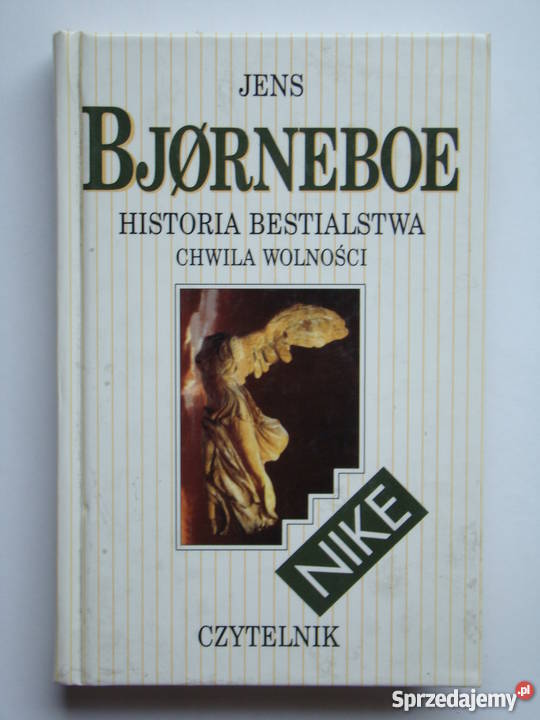 JENS
BJØRNEBOE
HISTORIA BESTIALSTWA
CHWILA WOLNOŚCI
NIKE
CZYTELNIK
Sprzedajemy.pl